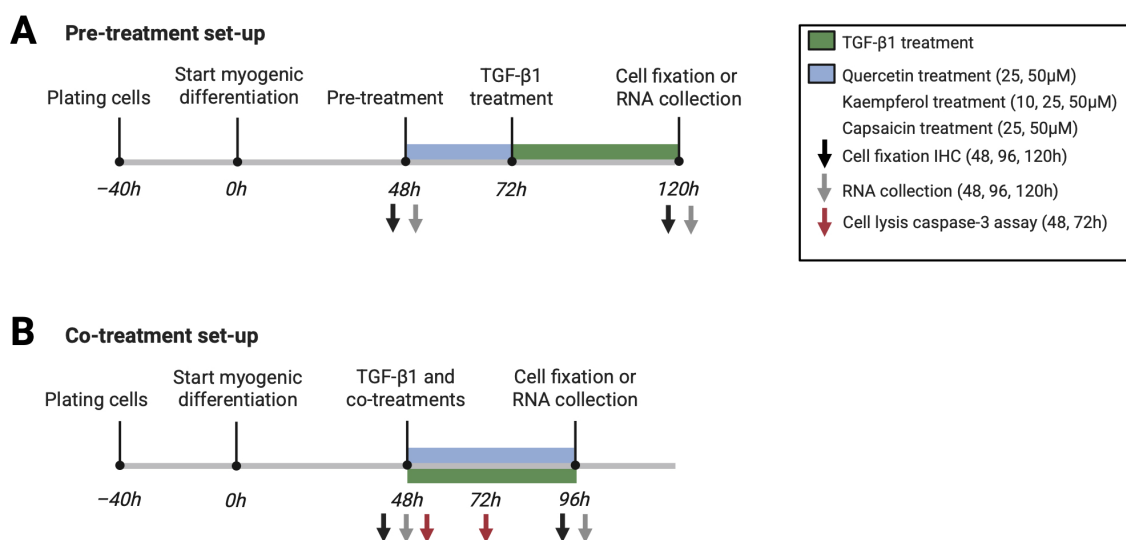 A
Pre-treatment set-up
Plating cells
Start myogenic
differentiation
Pre-treatment
TGF-β1
treatment
Cell fixation or
RNA collection
−40h
0h
48h
72h
120h
TGF-β1 treatment
Quercetin treatment (25, 50μM)
Kaempferol treatment (10, 25, 50μM)
Capsaicin treatment (25, 50μM)
Cell fixation IHC (48, 96, 120h)
RNA collection (48, 96, 120h)
Cell lysis caspase-3 assay (48, 72h)
B
Co-treatment set-up
Plating cells
Start myogenic
differentiation
TGF-β1 and
co-treatments
Cell fixation or
RNA collection
−40h
0h
48h
72h
96h